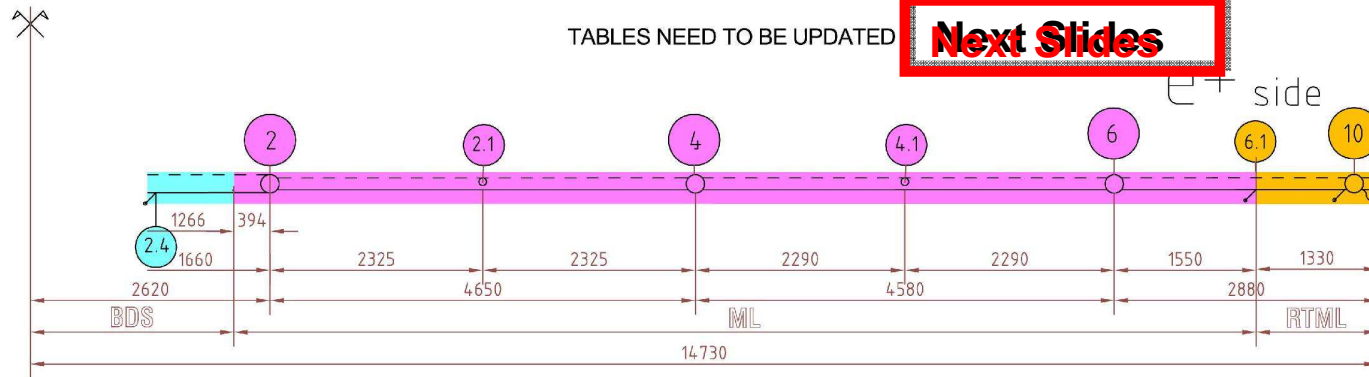 TABLES NEED TO BE UPDATED Next Slides
e+ side
2 2.1 4 4.1 6 6.1 10
1266 394
2.4
1660 2325 2325 2290 2290 1550 1330
2620 4650 4580 2880
BDS ML RTML
14730